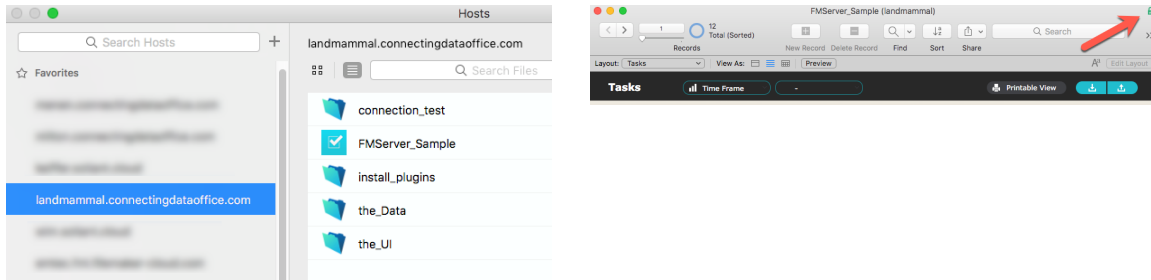 Hosts
Search Hosts
+
Favorites
landmammal.connectingdataoffice.com
landmammal.connectingdataoffice.com
Search Files
connection_test
FMServer_Sample
install_plugins
the_Data
the_UI
FMServer_Sample (landmammal)
1
12
Total (Sorted)
Search
Records
New Record Delete Record Find Sort Share
Layout: Tasks View As: Preview Edit Layout
Tasks Time Frame - Printable View